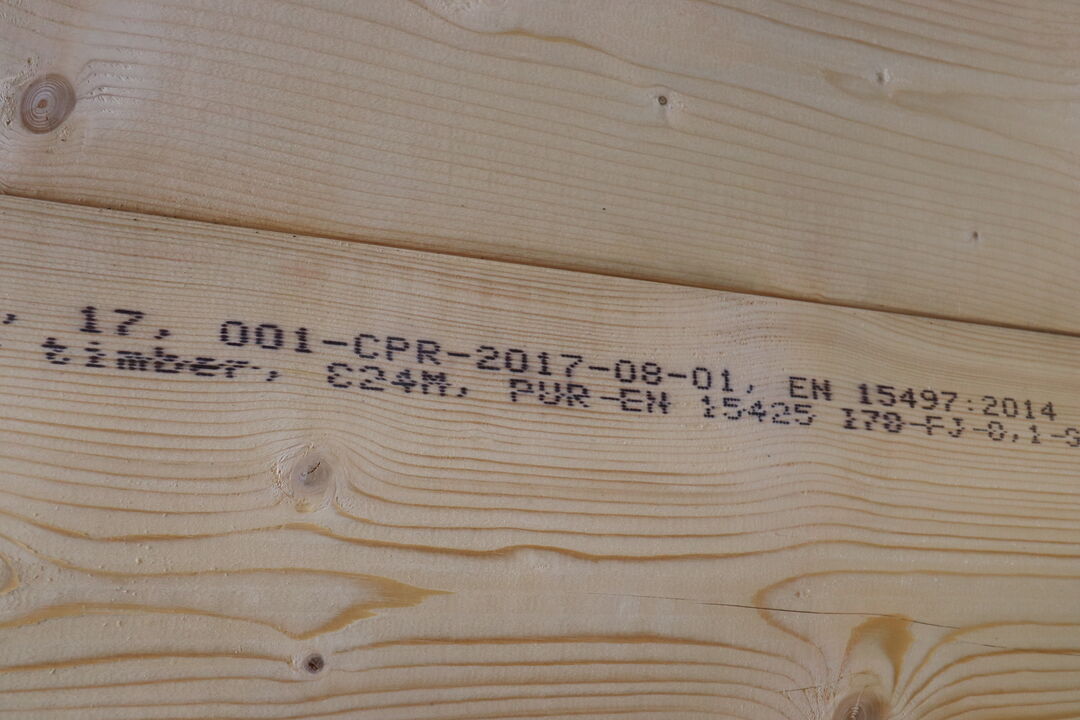 , 17, 001-CPR-2017-08-01, EN 15497:2014
timber, C24M, PUR-EN 15425 I70-FJ-0,1-